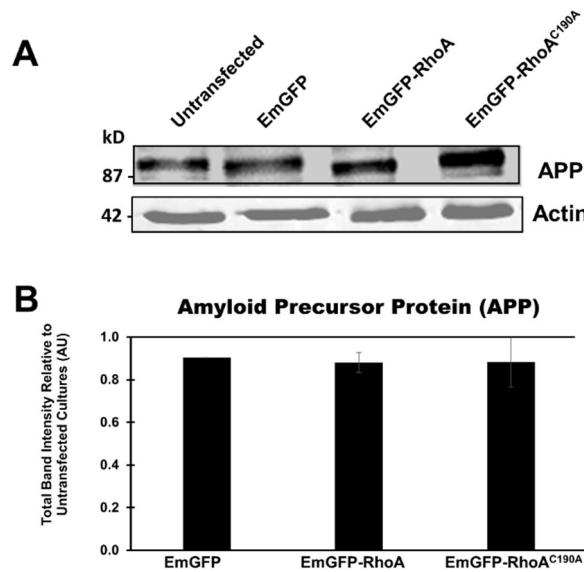 A
Untransfected
EmGFP
EmGFP-RhoA
EmGFP-RhoA^C190A
kD
87 -
APP
42 -
Actin
B
Amyloid Precursor Protein (APP)
Total Band Intensity Relative to
Untransfected Cultures (AU)
1.0
0.8
0.6
0.4
0.2
0.0
EmGFP
EmGFP-RhoA
EmGFP-RhoA^C190A